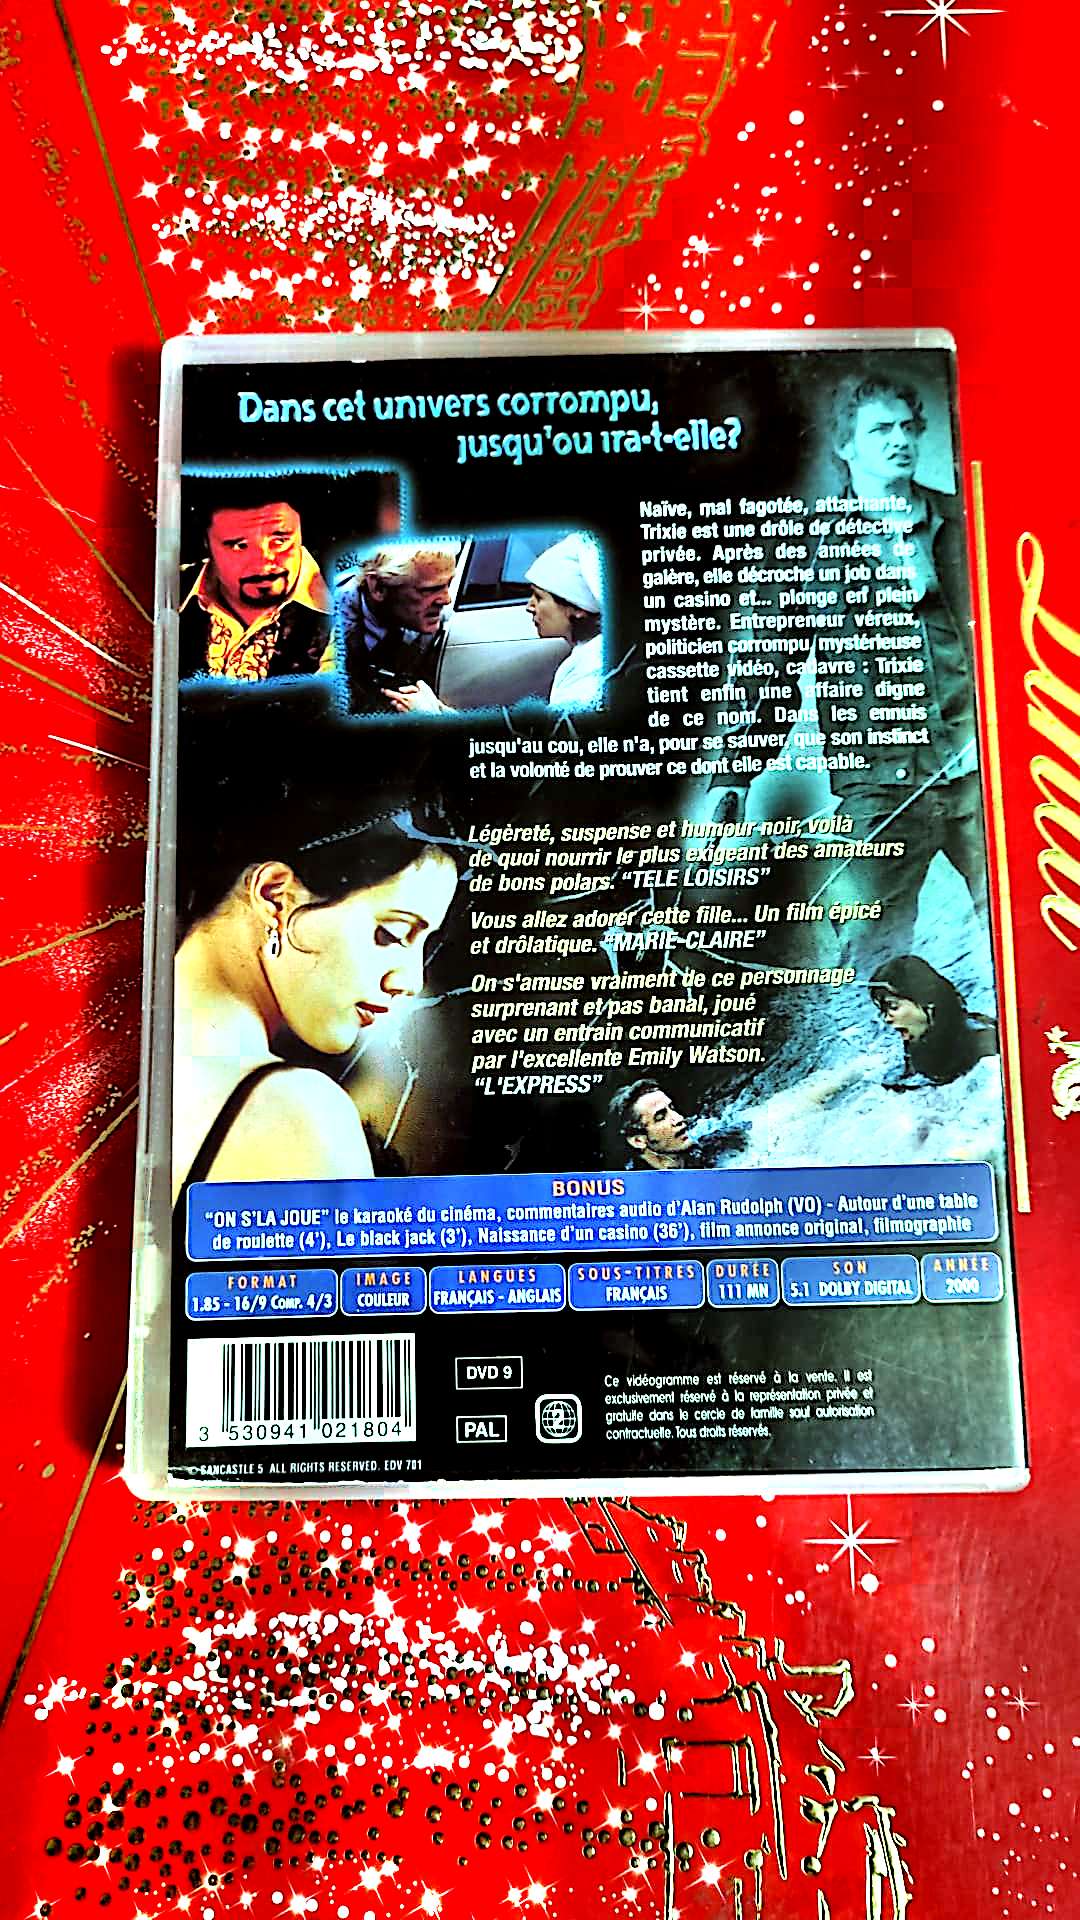 Dans cet univers corrompu,
jusqu'ou ira-t-elle?
Naïve, mal fagotée, attachante,
Trixie est une drôle de détective
privée. Après des années de
galère, elle décroche un job dans
un casino et... plonge en plein
mystère. Entrepreneur véreux,
politicien corrompu, mystérieuse
cassette vidéo, cadavre : Trixie
tient enfin une affaire digne
de ce nom. Dans les ennuis
jusqu'au cou, elle n'a, pour se sauver, que son instinct
et la volonté de prouver ce dont elle est capable.
Légèreté, suspense et humour noir, voilà
de quoi nourrir le plus exigeant des amateurs
de bons polars. "TELE LOISIRS"
Vous allez adorer cette fille... Un film épicé
et drôlatique. "MARIE-CLAIRE"
On s'amuse vraiment de ce personnage
surprenant et pas banal, joué
avec un entrain communicatif
par l'excellente Emily Watson.
"L'EXPRESS"
BONUS
"ON S'LA JOUE" le karaoké du cinéma, commentaires audio d'Alan Rudolph (VO) - Autour d'une table
de roulette (4'), Le black jack (3'), Naissance d'un casino (36'), film annonce original, filmographie
FORMAT IMAGE LANGUES SOUS-TITRES DURÉE SON ANNÉE
1.85 - 16/9 Comp. 4/3 COULEUR FRANÇAIS - ANGLAIS FRANÇAIS 111 MN 5.1 DOLBY DIGITAL 2000
DVD 9
PAL
2
Ce vidéogramme est réservé à la vente. Il est
exclusivement réservé à la représentation privée et
gratuite dans le cercle de famille sauf autorisation
contractuelle. Tous droits réservés.
3 530941 021804
© SANCASTLE 5 ALL RIGHTS RESERVED. EDV 701